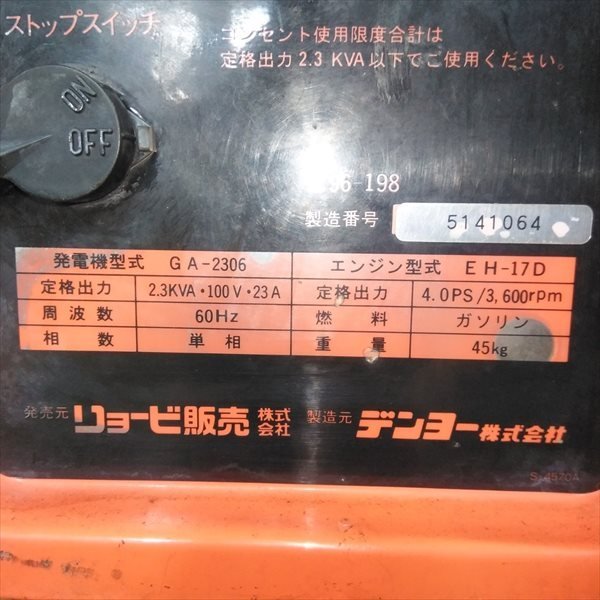 ストップスイッチ
コンセント使用限度合計は
定格出力2.3 KVA以下でご使用ください。
ON
OFF
-198
製造番号 5141064
発電機型式 GA-2306 エンジン型式 EH-17D
定格出力 2.3KVA・100V・23A 定格出力 4.0PS/3,600rpm
周波数 60Hz 燃料 ガソリン
相数 単相 重量 45kg
発売元 リョービ販売 株式会社 製造元 デンヨー株式会社